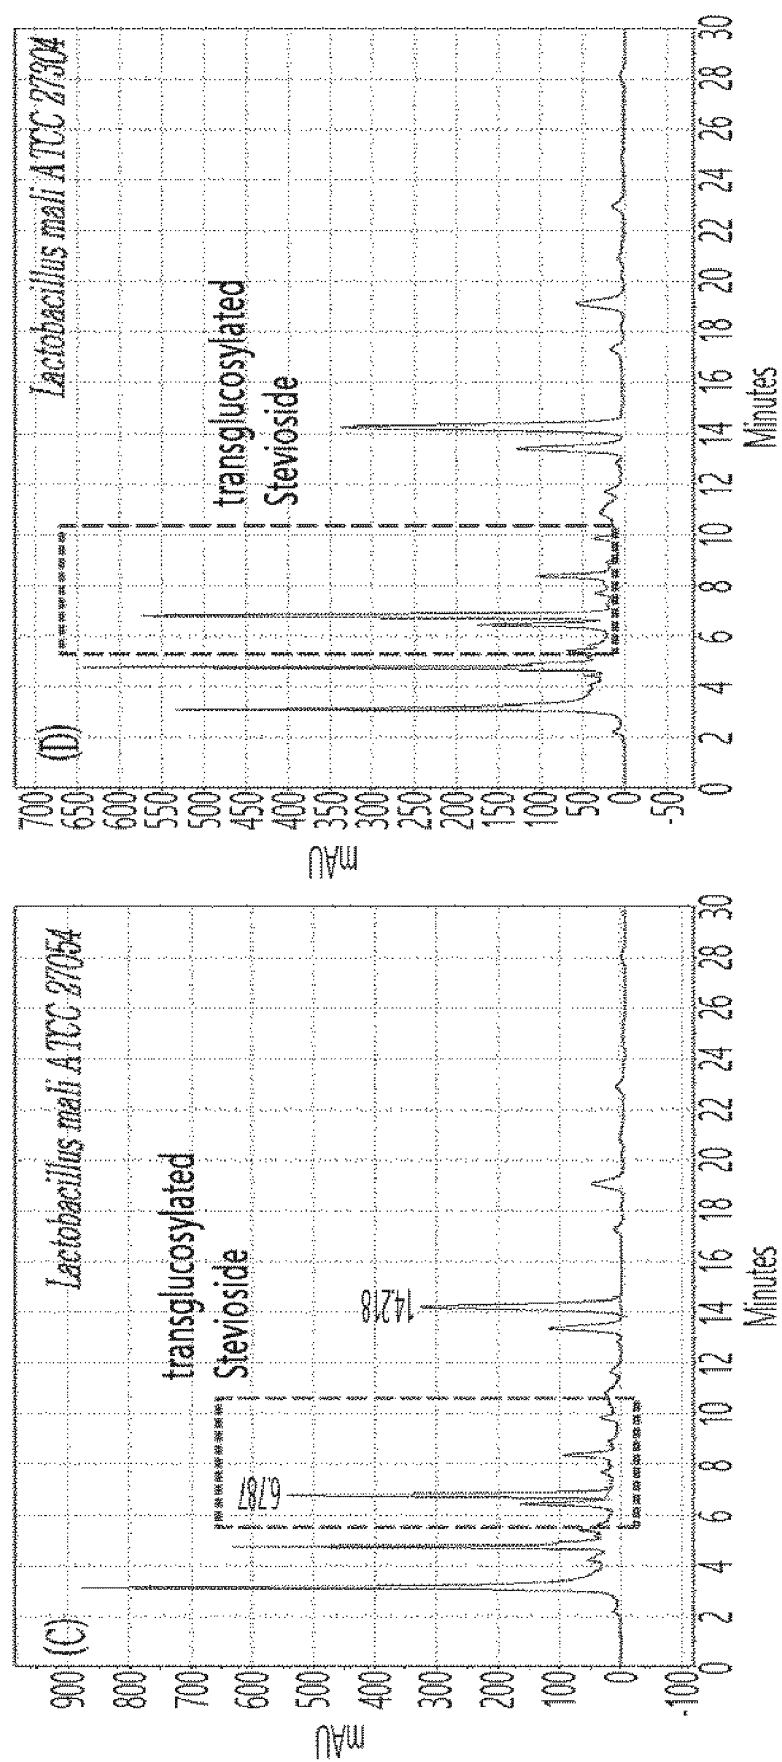 (C)
Lactobacillus mali ATCC 27054
transglucosylated
Stevioside
6.787
14.218
mAU
900
800
700
600
500
400
300
200
100
0
-100
0 2 4 6 8 10 12 14 16 18 20 22 24 26 28 30
Minutes
(D)
Lactobacillus mali ATCC 27304
transglucosylated
Stevioside
mAU
700
650
600
550
500
450
400
350
300
250
200
150
100
50
0
-50
0 2 4 6 8 10 12 14 16 18 20 22 24 26 28 30
Minutes